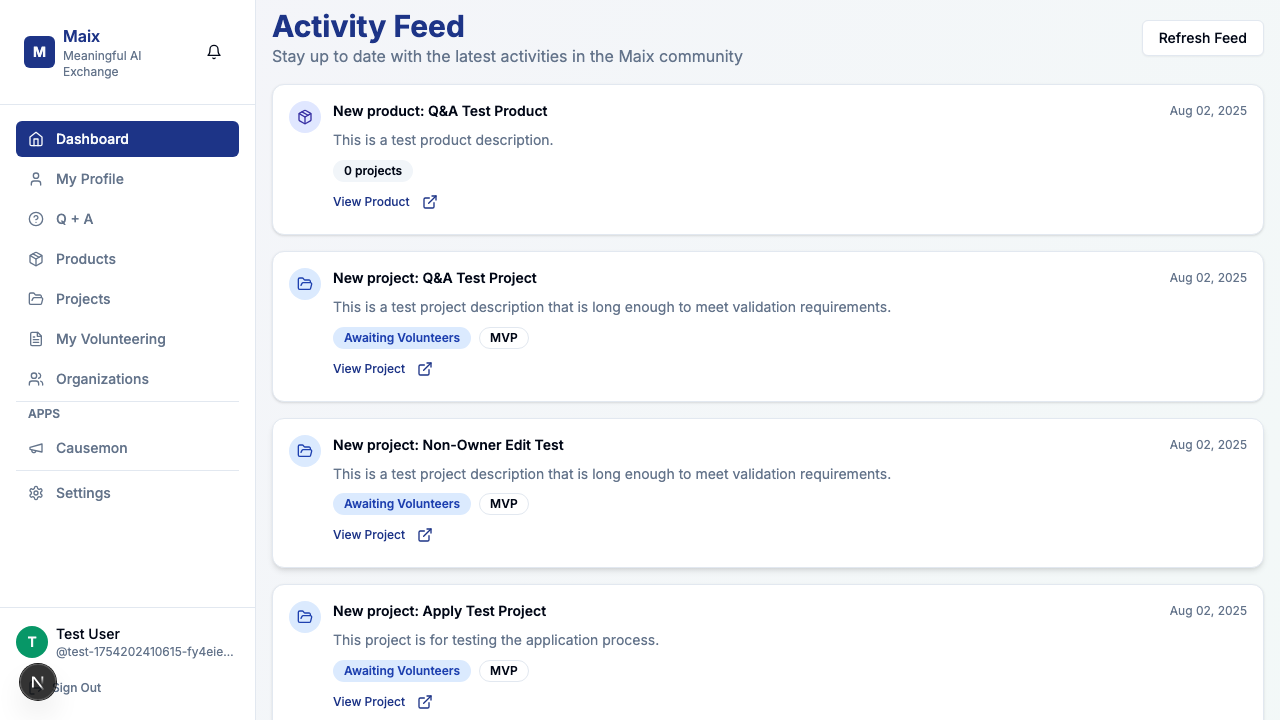 M
Maix
Meaningful AI
Exchange
Dashboard
My Profile
Q + A
Products
Projects
My Volunteering
Organizations
APPS
Causemon
Settings
T
Test User
@test-1754202410615-fy4eie...
N
Sign Out
Activity Feed
Stay up to date with the latest activities in the Maix community
Refresh Feed
New product: Q&A Test Product
Aug 02, 2025
This is a test product description.
0 projects
View Product
New project: Q&A Test Project
Aug 02, 2025
This is a test project description that is long enough to meet validation requirements.
Awaiting Volunteers MVP
View Project
New project: Non-Owner Edit Test
Aug 02, 2025
This is a test project description that is long enough to meet validation requirements.
Awaiting Volunteers MVP
View Project
New project: Apply Test Project
Aug 02, 2025
This project is for testing the application process.
Awaiting Volunteers MVP
View Project